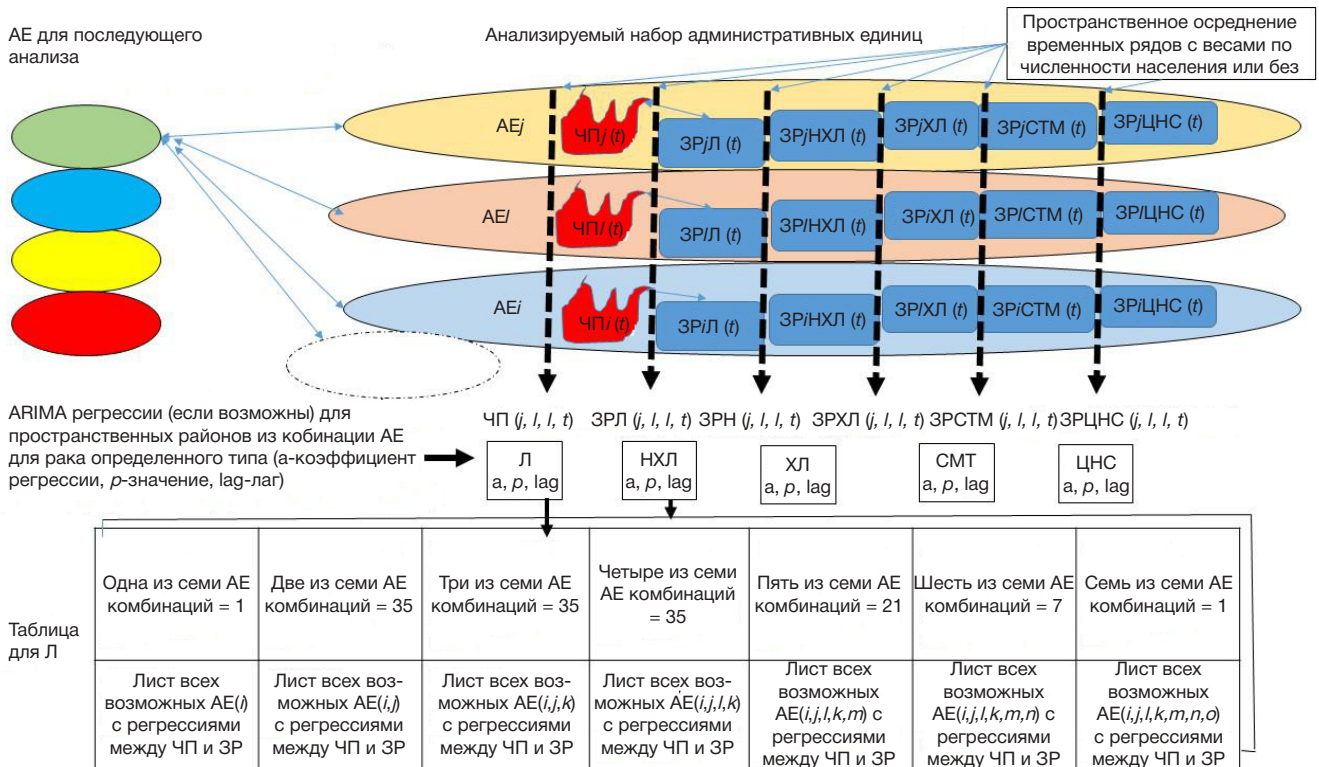 АЕ для последующего
анализа
Анализируемый набор административных единиц
Пространственное осреднение
временных рядов с весами по
численности населения или без
АЕj
ЧПj (t)
ЗРjЛ (t)
ЗРjНХЛ (t)
ЗРjХЛ (t)
ЗРjСТМ (t)
ЗРjЦНС (t)
АЕl
ЧПl (t)
ЗРlЛ (t)
ЗРlНХЛ (t)
ЗРiХЛ (t)
ЗРlСТМ (t)
ЗРlЦНС (t)
АЕi
ЧПi (t)
ЗРiЛ (t)
ЗРiНХЛ (t)
ЗРlХЛ (t)
ЗРiСТМ (t)
ЗРiЦНС (t)
ARIMA регрессии (если возможны) для
пространственных районов из кобинации АЕ
для рака определенного типа (а-коэффициент
регрессии, p-значение, lag-лаг)
ЧП (j, l, l, t) ЗРЛ (j, l, l, t) ЗРН (j, l, l, t) ЗРХЛ (j, l, l, t) ЗРСТМ (j, l, l, t) ЗРЦНС (j, l, l, t)
Л
a, p, lag
НХЛ
a, p, lag
ХЛ
a, p, lag
СМТ
a, p, lag
ЦНС
a, p, lag
Таблица
для Л
Одна из семи АЕ
комбинаций = 1
Две из семи АЕ
комбинаций = 35
Три из семи АЕ
комбинаций = 35
Четыре из семи
АЕ комбинаций
= 35
Пять из семи АЕ
комбинаций = 21
Шесть из семи АЕ
комбинаций = 7
Семь из семи АЕ
комбинаций = 1
Лист всех
возможных АЕ(i)
с регрессиями
между ЧП и ЗР
Лист всех воз-
можных АЕ(i,j)
с регрессиями
между ЧП и ЗР
Лист всех воз-
можных АЕ(i,j,k)
с регрессиями
между ЧП и ЗР
Лист всех воз-
можных АЕ(i,j,l,k)
с регрессиями
между ЧП и ЗР
Лист всех
возможных
АЕ(i,j,l,k,m) с
регрессиями
между ЧП и ЗР
Лист всех
возможных
АЕ(i,j,l,k,m,n) с
регрессиями
между ЧП и ЗР
Лист всех
возможных
АЕ(i,j,l,k,m,n,o)
с регрессиями
между ЧП и ЗР